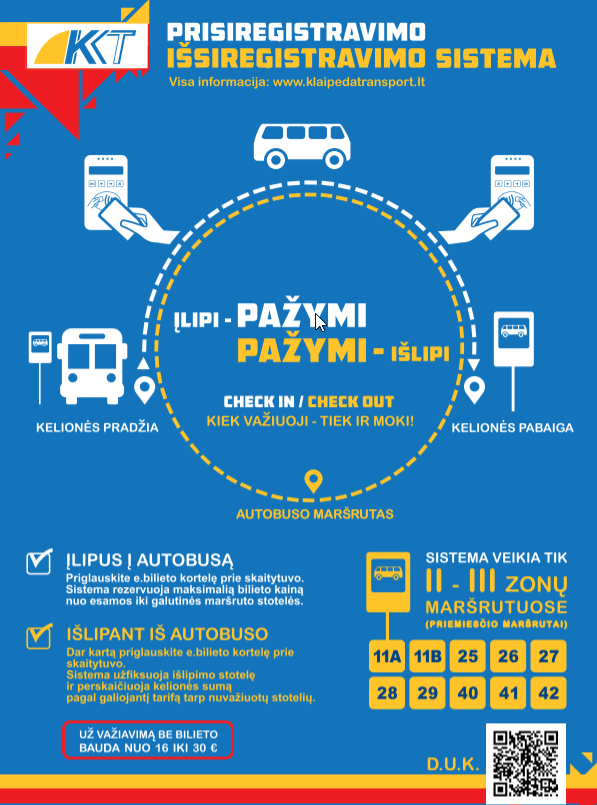 KKT
PRISIREGISTRAVIMO
IŠSIREGISTRAVIMO SISTEMA
Visa informacija: www.klaipedatransport.lt
ĮLIPI - PAŽYMI
PAŽYMI - IŠLIPI
CHECK IN / CHECK OUT
KIEK VAŽIUOJI - TIEK IR MOKI!
KELIONĖS PRADŽIA
KELIONĖS PABAIGA
AUTOBUSO MARŠRUTAS
ĮLIPUS Į AUTOBUSĄ
Priglauskite e.bilieto kortelę prie skaitytuvo.
Sistema rezervuoja maksimalią bilieto kainą
nuo esamos iki galutinės maršruto stotelės.
IŠLIPANT IŠ AUTOBUSO
Dar kartą priglauskite e.bilieto kortelę prie
skaitytuvo.
Sistema užfiksuoja išlipimo stotelę
ir perskaičiuoja kelionės sumą
pagal galiojantį tarifą tarp nuvažiuotų stotelių.
UŽ VAŽIAVIMĄ BE BILIETO
BAUDA NUO 16 IKI 30 €
SISTEMA VEIKIA TIK
II - III ZONŲ
MARŠRUTUOSE
(PRIEMIESČIO MARŠRUTAI)
11A 11B 25 26 27
28 29 40 41 42
D.U.K.